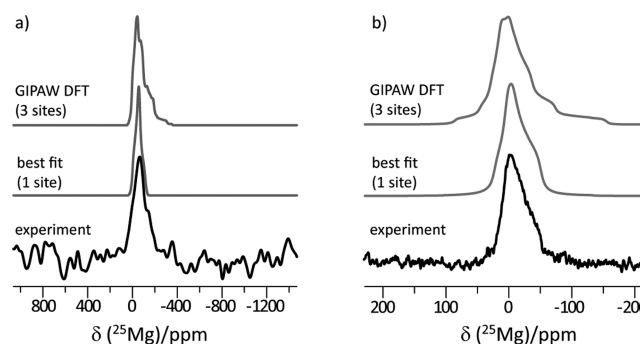 a)
GIPAW DFT
(3 sites)
best fit
(1 site)
experiment
800 400 0 -400 -800 -1200
δ (²⁵Mg)/ppm
b)
GIPAW DFT
(3 sites)
best fit
(1 site)
experiment
200 100 0 -100 -20
δ (²⁵Mg)/ppm